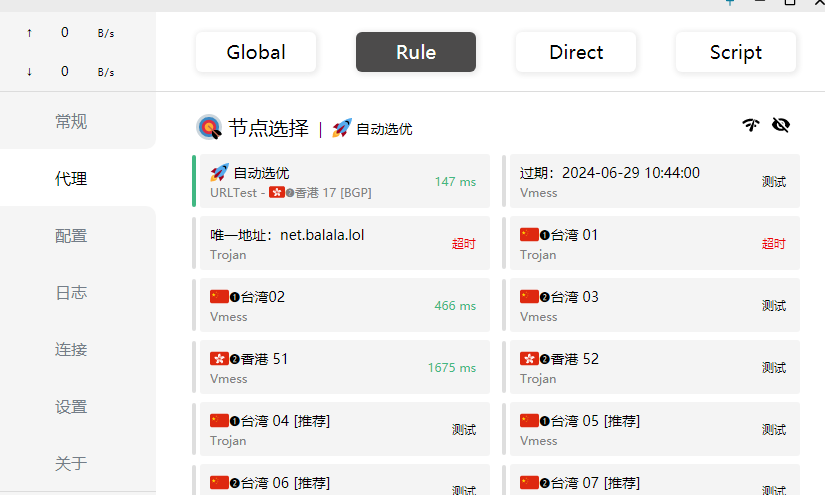 ↑ 0 B/s
↓ 0 B/s
常规
代理
配置
日志
连接
设置
关于
Global
Rule
Direct
Script
节点选择 | 自动选优
自动选优
URLTest - ❶香港 17 [BGP]
147 ms
过期：2024-06-29 10:44:00
Vmess
测试
唯一地址：net.balala.lol
Trojan
超时
❶台湾 01
Trojan
超时
❶台湾02
Vmess
466 ms
❷台湾 03
Vmess
测试
❷香港 51
Vmess
1675 ms
❷香港 52
Trojan
测试
❶台湾 04 [推荐]
Trojan
测试
❶台湾 05 [推荐]
Vmess
测试
❷台湾 06 [推荐]
测试
❷台湾 07 [推荐]
测试